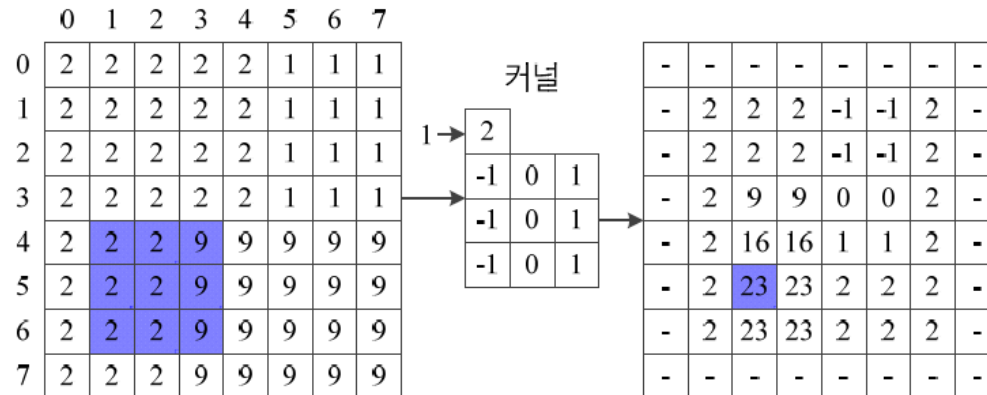 0 1 2 3 4 5 6 7
0 2 2 2 2 2 1 1 1
1 2 2 2 2 2 1 1 1
2 2 2 2 2 2 1 1 1
3 2 2 2 2 2 1 1 1
4 2 2 2 9 9 9 9 9
5 2 2 2 9 9 9 9 9
6 2 2 2 9 9 9 9 9
7 2 2 2 9 9 9 9 9
커널
1 2
-1 0 1
-1 0 1
-1 0 1
- - - - - - - -
- 2 2 2 -1 -1 2 -
- 2 2 2 -1 -1 2 -
- 2 9 9 0 0 2 -
- 2 16 16 1 1 2 -
- 2 23 23 2 2 2 -
- 2 23 23 2 2 2 -
- - - - - - - -